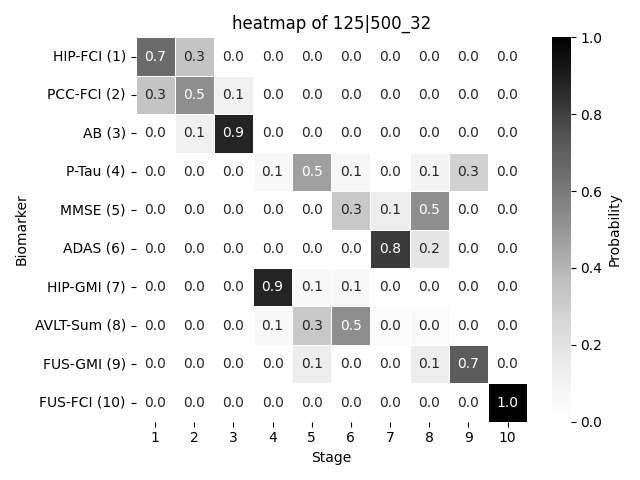 heatmap of 125|500_32
HIP-FCI (1) 0.7 0.3 0.0 0.0 0.0 0.0 0.0 0.0 0.0 0.0
PCC-FCI (2) 0.3 0.5 0.1 0.0 0.0 0.0 0.0 0.0 0.0 0.0
AB (3) 0.0 0.1 0.9 0.0 0.0 0.0 0.0 0.0 0.0 0.0
P-Tau (4) 0.0 0.0 0.0 0.1 0.5 0.1 0.0 0.1 0.3 0.0
MMSE (5) 0.0 0.0 0.0 0.0 0.0 0.3 0.1 0.5 0.0 0.0
ADAS (6) 0.0 0.0 0.0 0.0 0.0 0.0 0.8 0.2 0.0 0.0
HIP-GMI (7) 0.0 0.0 0.0 0.9 0.1 0.1 0.0 0.0 0.0 0.0
AVLT-Sum (8) 0.0 0.0 0.0 0.1 0.3 0.5 0.0 0.0 0.0 0.0
FUS-GMI (9) 0.0 0.0 0.0 0.0 0.1 0.0 0.0 0.1 0.7 0.0
FUS-FCI (10) 0.0 0.0 0.0 0.0 0.0 0.0 0.0 0.0 0.0 1.0
1 2 3 4 5 6 7 8 9 10
Stage
Biomarker
1.0
0.8
0.6
0.4
0.2
0.0
Probability